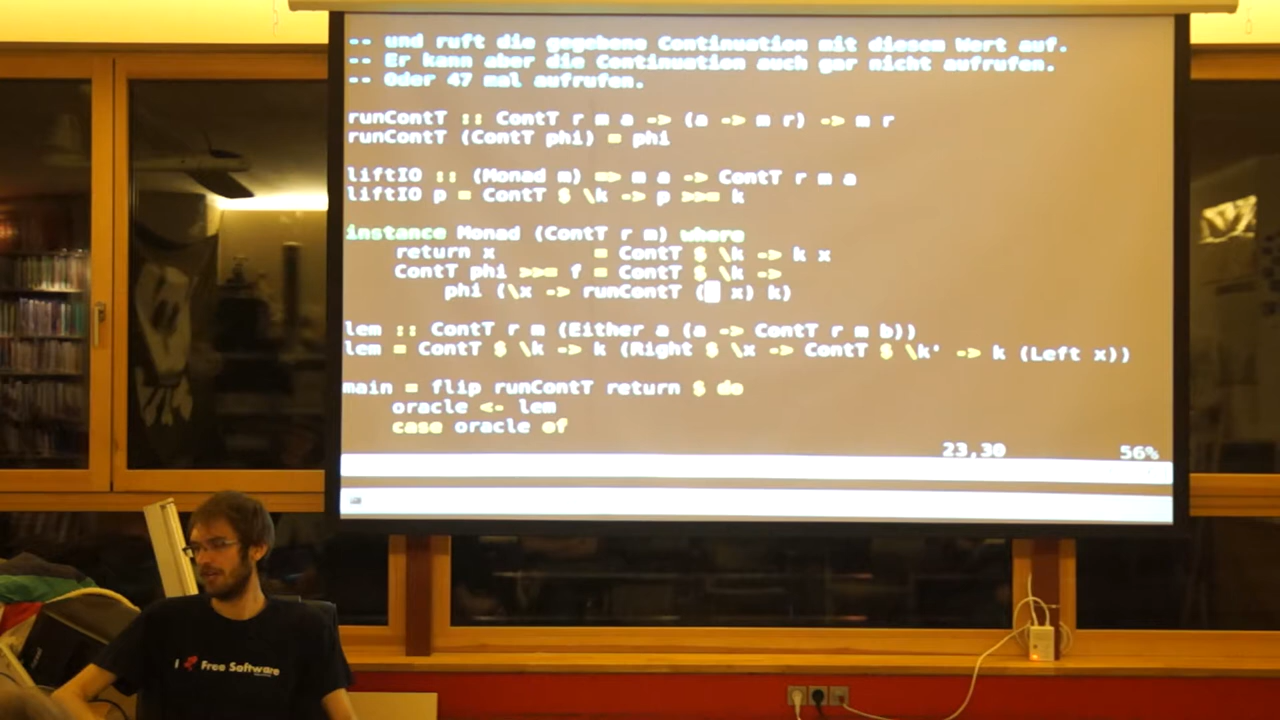 -- und ruft die gegebene Continuation mit diesem Wert auf.
-- Er kann aber die Continuation auch gar nicht aufrufen.
-- Oder 47 mal aufrufen.
runContT :: ContT r m a -> (a -> m r) -> m r
runContT (ContT phi) = phi
liftIO :: (Monad m) => m a -> ContT r m a
liftIO p = ContT $ \k -> p >>= k
instance Monad (ContT r m) where
return x = ContT $ \k -> k x
ContT phi >>= f = ContT $ \k ->
phi (\x -> runContT ( x) k)
lem :: ContT r m (Either a (a -> ContT r m b))
lem = ContT $ \k -> k (Right $ \x -> ContT $ \k' -> k (Left x))
main = flip runContT return $ do
oracle <- lem
case oracle of
23,30 56%
I Free Software